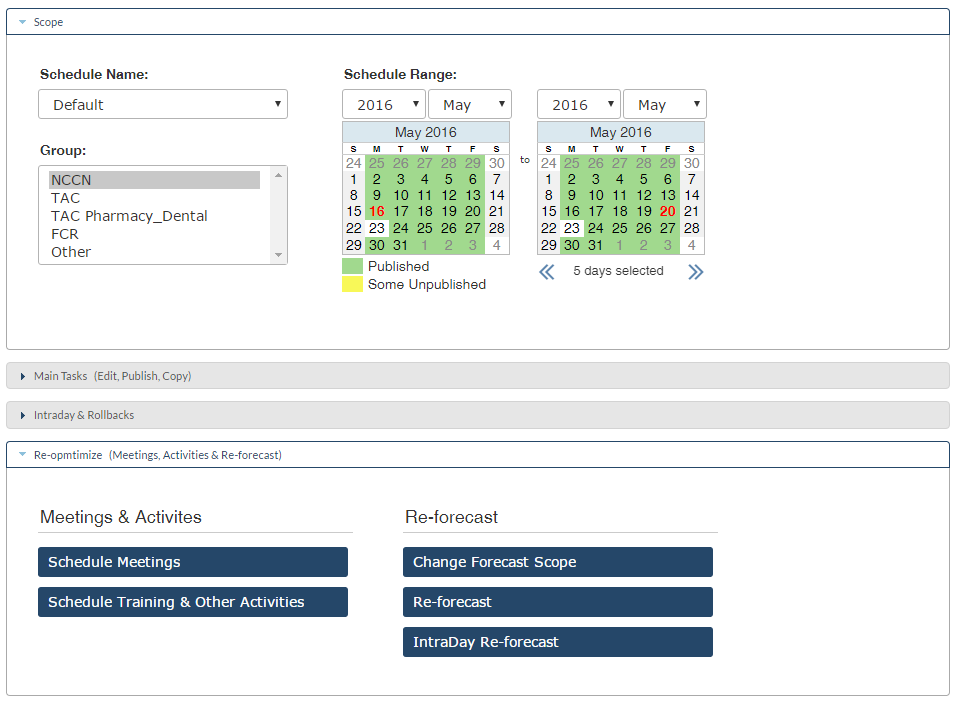 Scope
Schedule Name:
Default
Group:
NCCN
TAC
TAC Pharmacy_Dental
FCR
Other
Schedule Range:
2016 May
May 2016
S M T W T F S
24 25 26 27 28 29 30
1 2 3 4 5 6 7
8 9 10 11 12 13 14
15 16 17 18 19 20 21
22 23 24 25 26 27 28
29 30 31 1 2 3 4
Published
Some Unpublished
to
2016 May
May 2016
S M T W T F S
24 25 26 27 28 29 30
1 2 3 4 5 6 7
8 9 10 11 12 13 14
15 16 17 18 19 20 21
22 23 24 25 26 27 28
29 30 31 1 2 3 4
5 days selected
Main Tasks (Edit, Publish, Copy)
Intraday & Rollbacks
Re-opmtimize (Meetings, Activities & Re-forecast)
Meetings & Activites
Schedule Meetings
Schedule Training & Other Activities
Re-forecast
Change Forecast Scope
Re-forecast
IntraDay Re-forecast